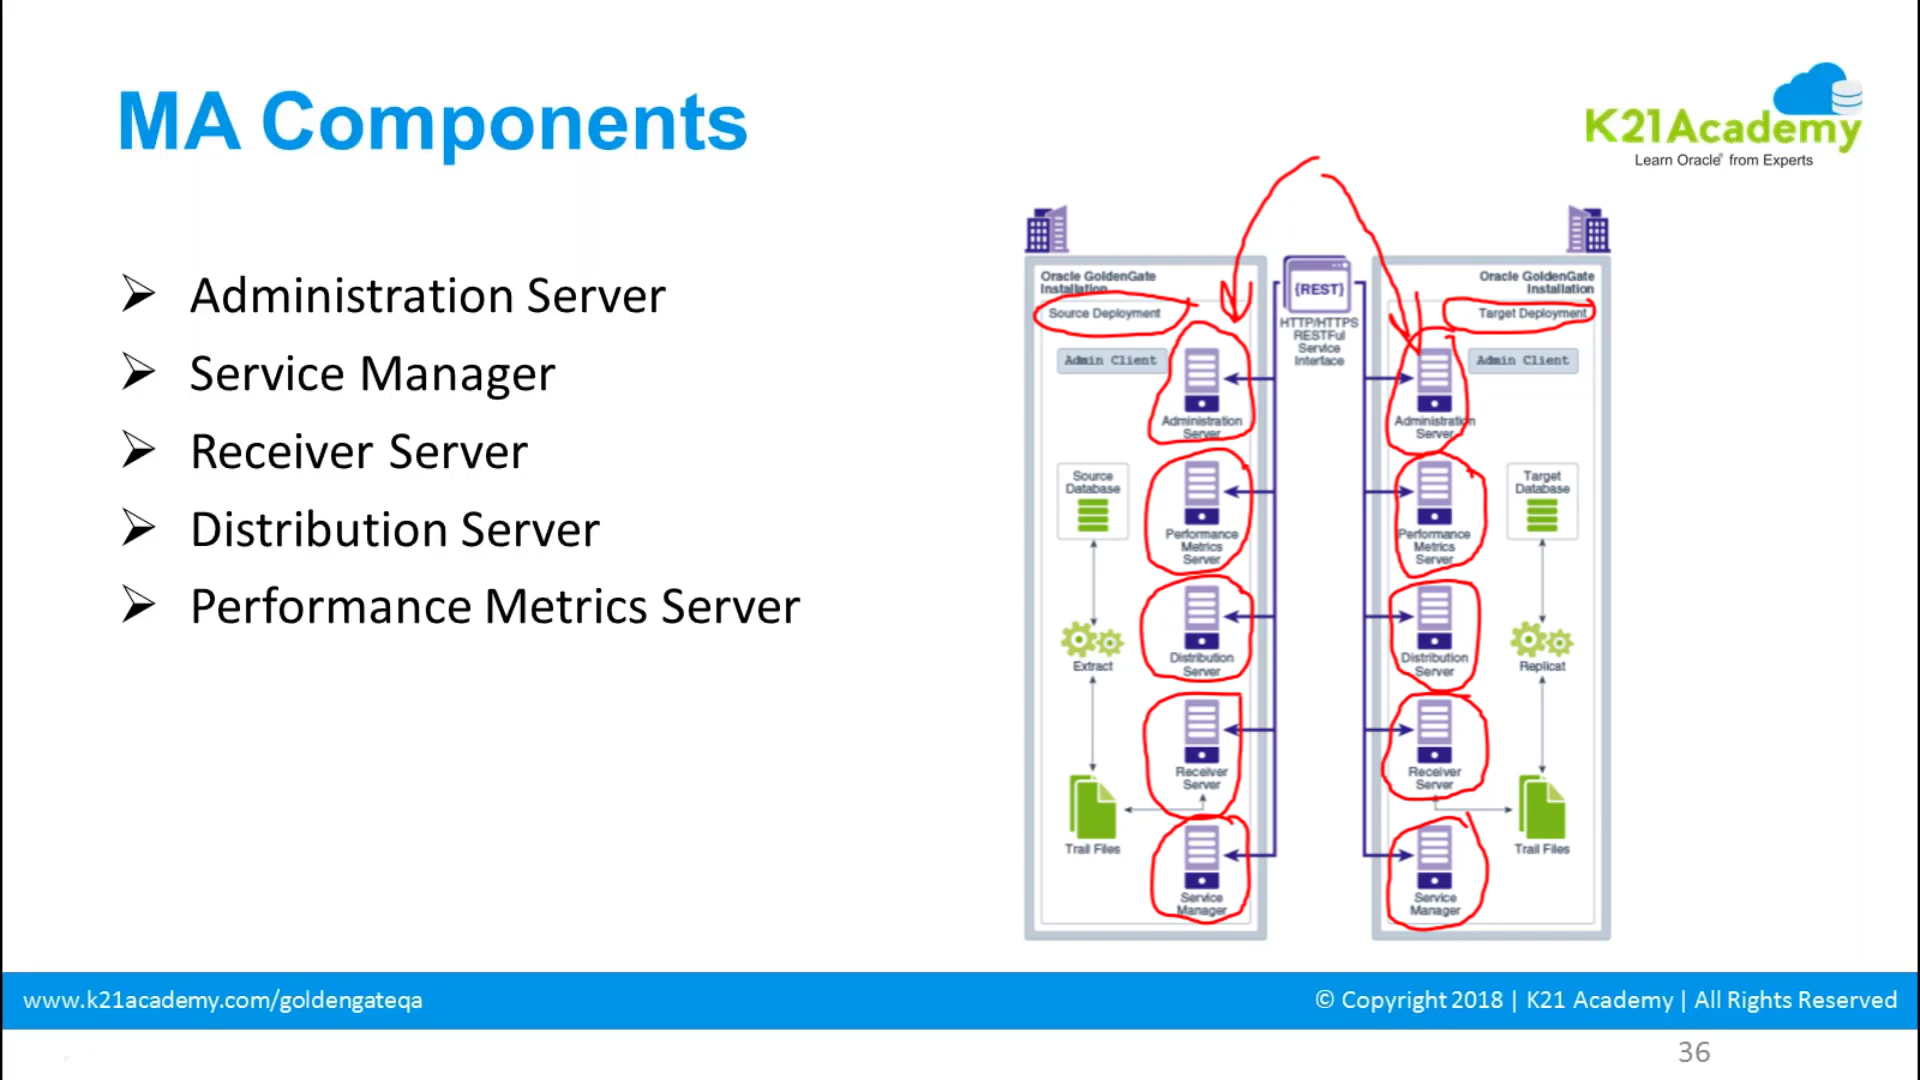 MA Components
K21Academy
Learn Oracle® from Experts
➢ Administration Server
➢ Service Manager
➢ Receiver Server
➢ Distribution Server
➢ Performance Metrics Server
Oracle GoldenGate
Installation
Source Deployment
Admin Client
Administration
Server
Source
Database
Performance
Metrics
Server
Extract
Distribution
Server
Receiver
Server
Trail Files
Service
Manager
{REST}
HTTP/HTTPS
RESTFul
Service
Interface
Oracle GoldenGate
Installation
Target Deployment
Admin Client
Administration
Server
Performance
Metrics
Server
Target
Database
Distribution
Server
Replicat
Receiver
Server
Trail Files
Service
Manager
www.k21academy.com/goldengateqa
© Copyright 2018 | K21 Academy | All Rights Reserved
36